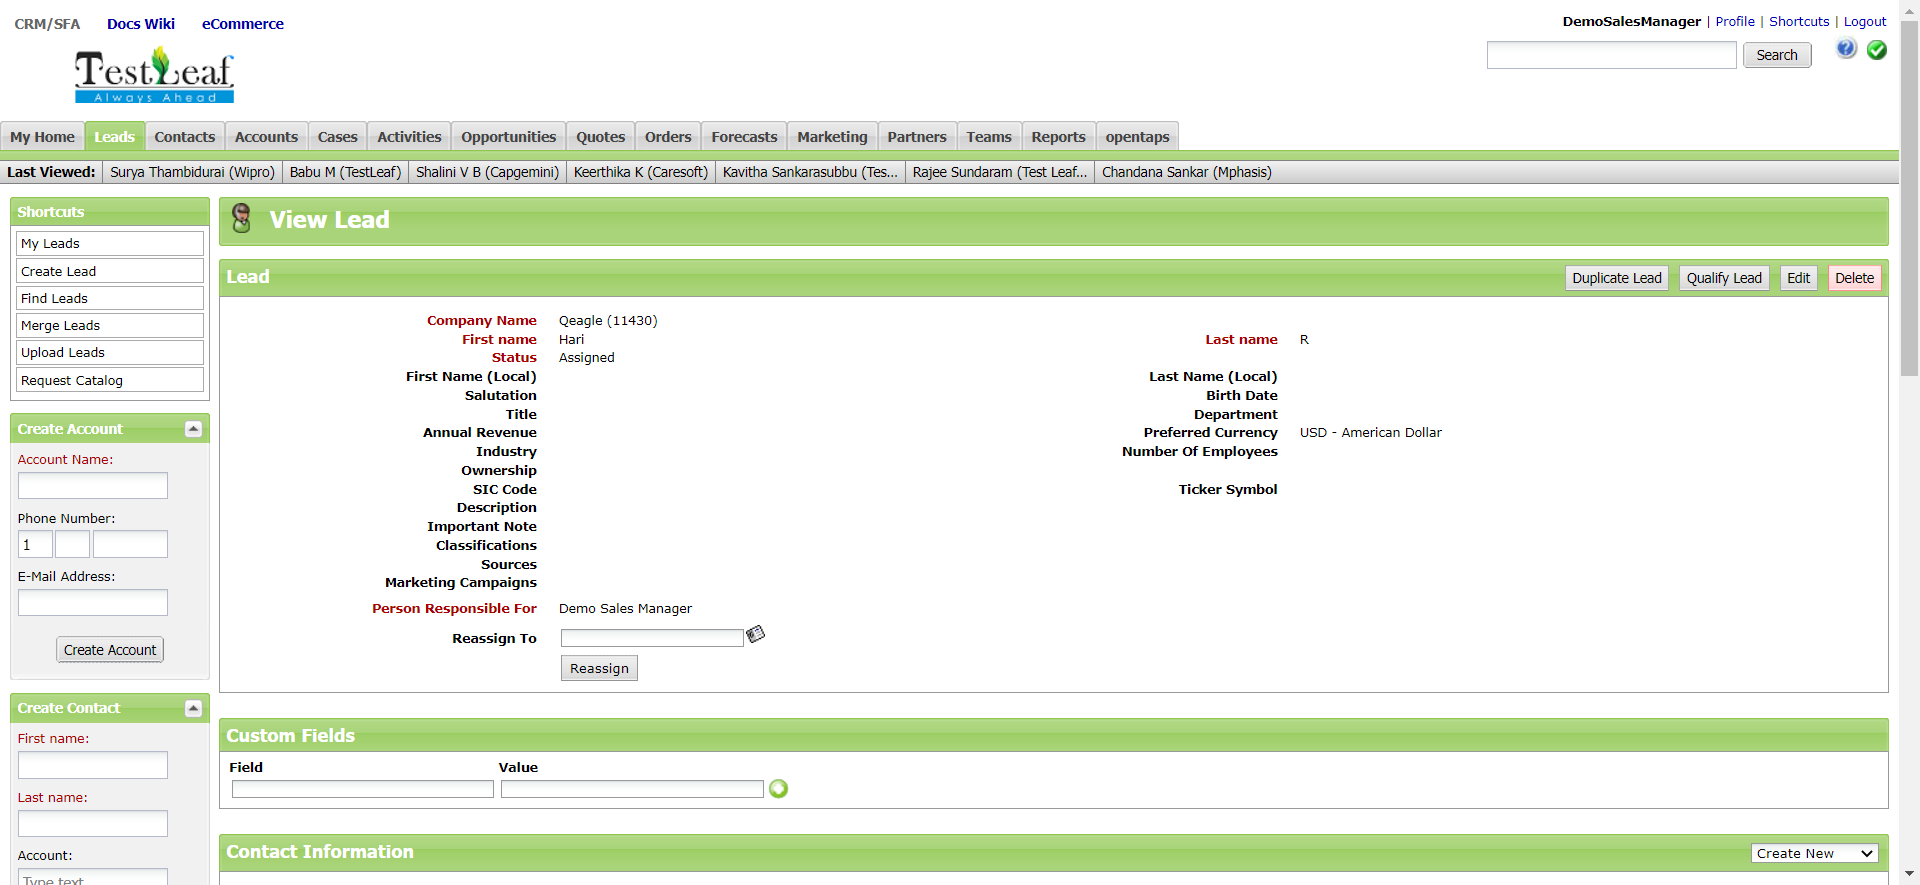 CRM/SFA Docs Wiki eCommerce
DemoSalesManager | Profile | Shortcuts | Logout
Search
TestLeaf
Always Ahead
My Home Leads Contacts Accounts Cases Activities Opportunities Quotes Orders Forecasts Marketing Partners Teams Reports opentaps
Last Viewed: Surya Thambidurai (Wipro) Babu M (TestLeaf) Shalini V B (Capgemini) Keerthika K (Caresoft) Kavitha Sankarasubbu (Tes... Rajee Sundaram (Test Leaf... Chandana Sankar (Mphasis)
Shortcuts
My Leads
Create Lead
Find Leads
Merge Leads
Upload Leads
Request Catalog
Create Account
Account Name:
Phone Number:
1
E-Mail Address:
Create Account
Create Contact
First name:
Last name:
Account:
Type text
View Lead
Lead
Duplicate Lead Qualify Lead Edit Delete
Company Name Qeagle (11430)
First name Hari Last name R
Status Assigned
First Name (Local) Last Name (Local)
Salutation Birth Date
Title Department
Annual Revenue Preferred Currency USD - American Dollar
Industry Number Of Employees
Ownership
SIC Code Ticker Symbol
Description
Important Note
Classifications
Sources
Marketing Campaigns
Person Responsible For Demo Sales Manager
Reassign To
Reassign
Custom Fields
Field Value
Contact Information
Create New